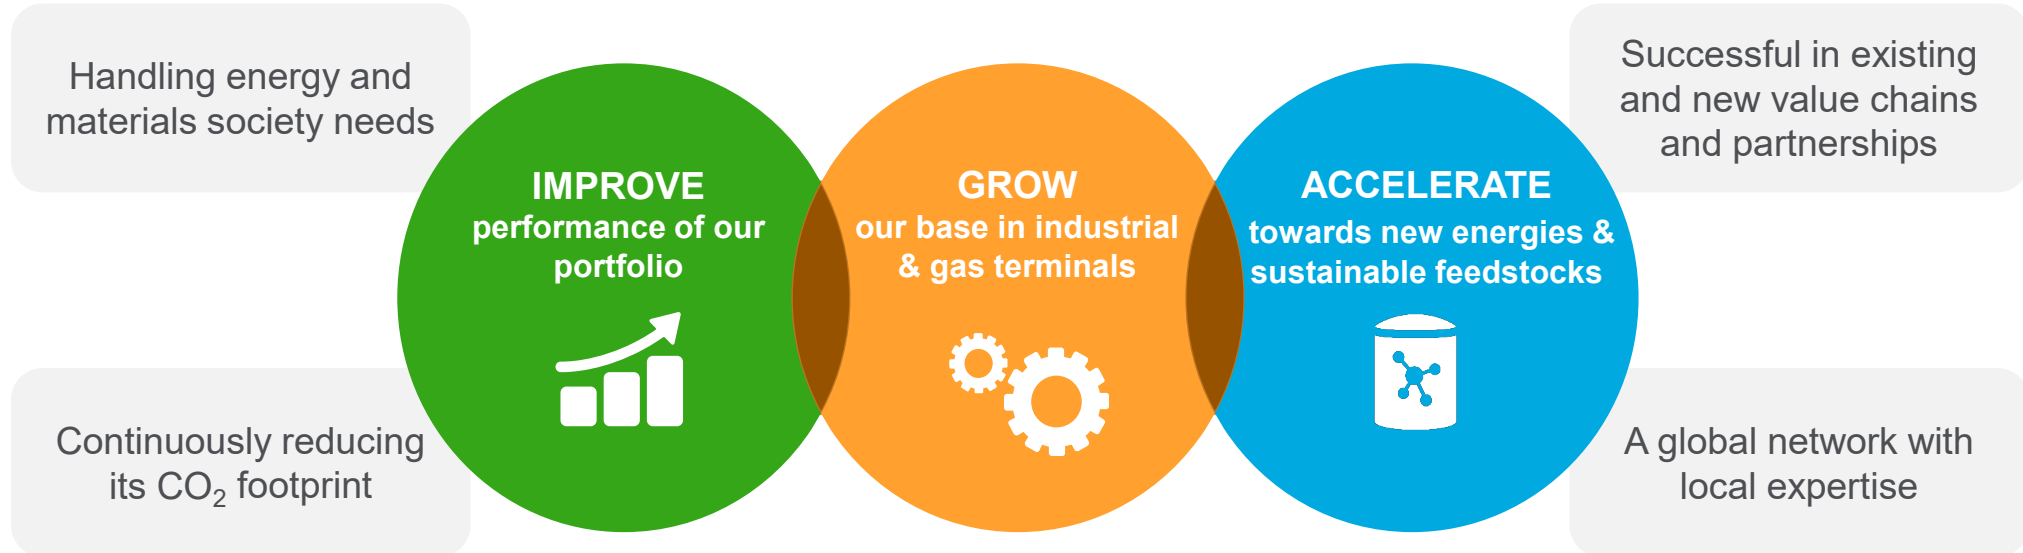 Handling energy and
materials society needs
Continuously reducing
its CO₂ footprint
IMPROVE
performance of our
portfolio
GROW
our base in industrial
& gas terminals
ACCELERATE
towards new energies &
sustainable feedstocks
Successful in existing
and new value chains
and partnerships
A global network with
local expertise